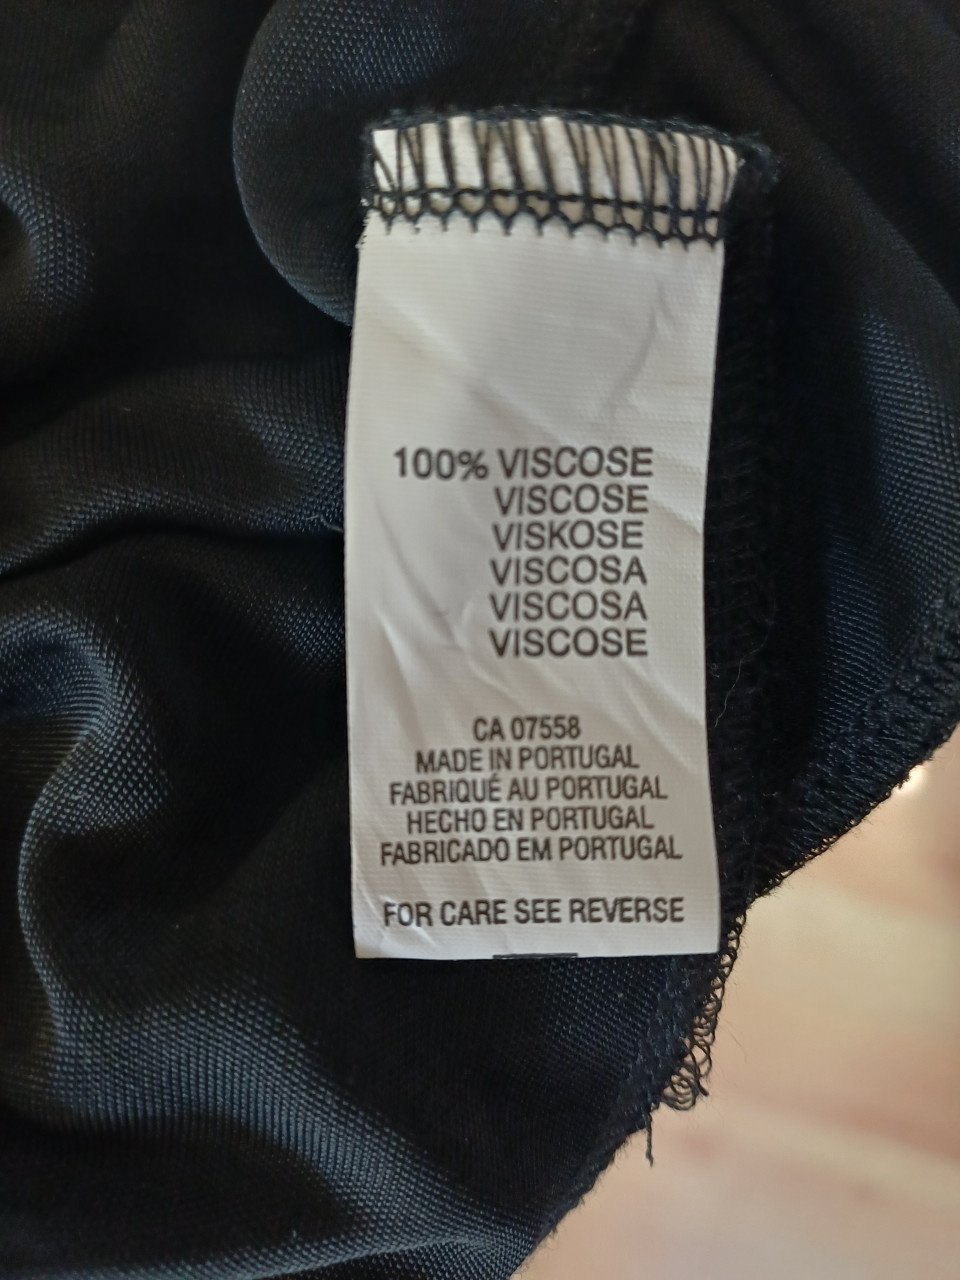 100% VISCOSE
VISCOSE
VISKOSE
VISCOSA
VISCOSA
VISCOSE
CA 07558
MADE IN PORTUGAL
FABRIQUÉ AU PORTUGAL
HECHO EN PORTUGAL
FABRICADO EM PORTUGAL
FOR CARE SEE REVERSE